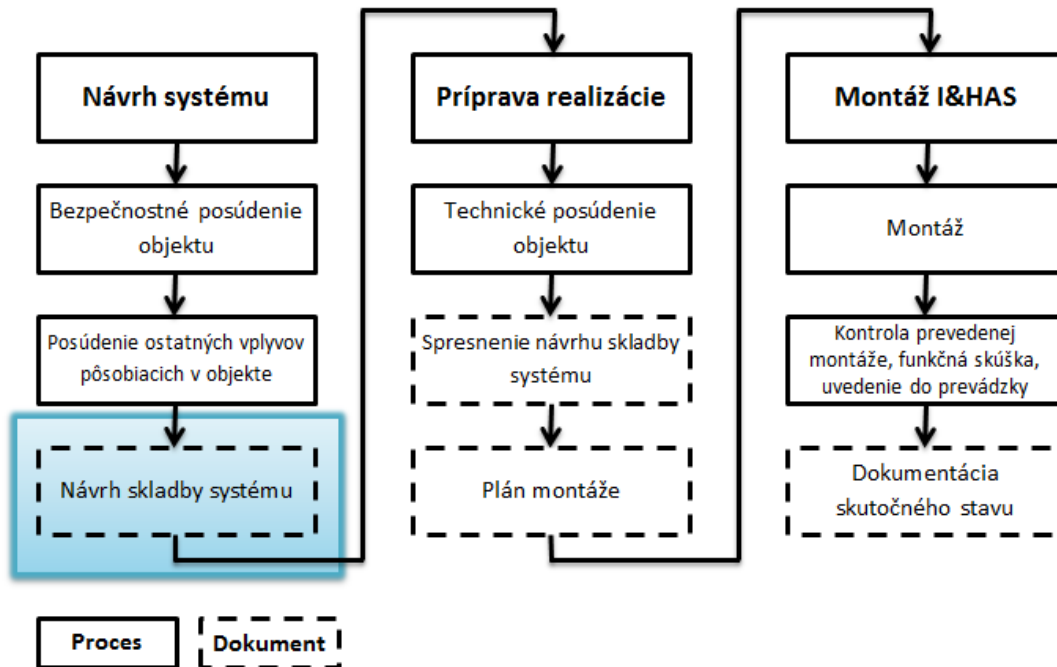 Návrh systému
Bezpečnostné posúdenie
objektu
Posúdenie ostatných vplyvov
pôsobiacich v objekte
Návrh skladby systému
Príprava realizácie
Technické posúdenie
objektu
Spresnenie návrhu skladby
systému
Plán montáže
Montáž I&HAS
Montáž
Kontrola prevedenej
montáže, funkčná skúška,
uvedenie do prevádzky
Dokumentácia
skutočného stavu
Proces
Dokument